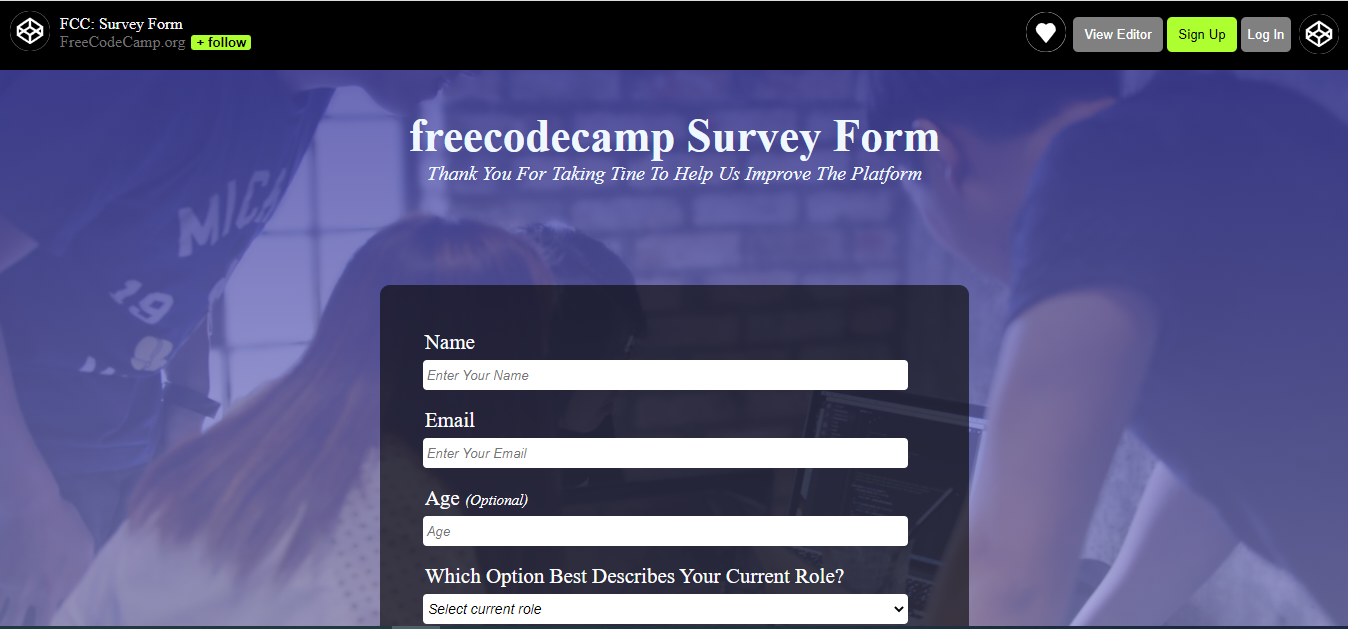 FCC: Survey Form
FreeCodeCamp.org + follow
View Editor Sign Up Log In
freecodecamp Survey Form
Thank You For Taking Tine To Help Us Improve The Platform
MICH
19
Name
Enter Your Name
Email
Enter Your Email
Age (Optional)
Age
Which Option Best Describes Your Current Role?
Select current role